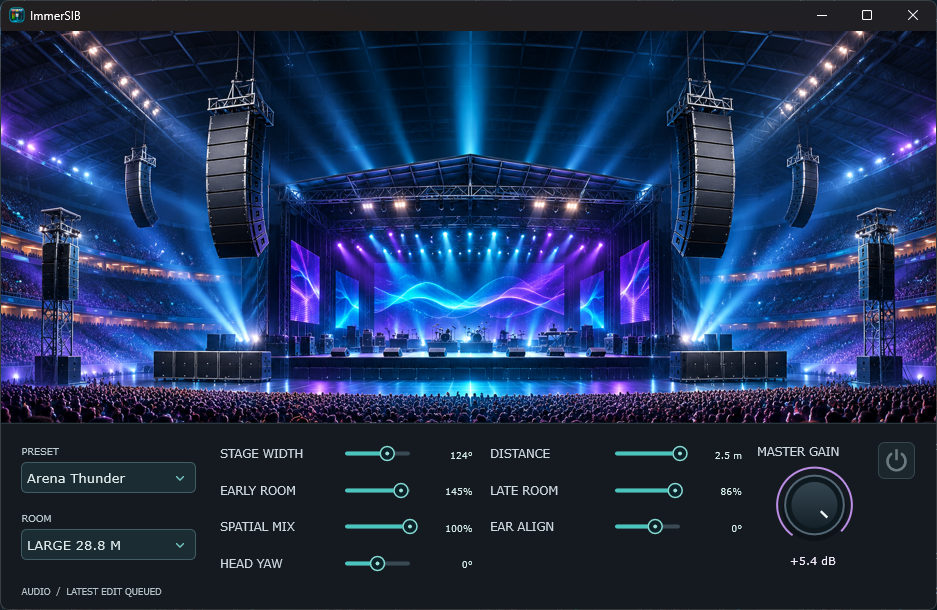 ImmerSIB
PRESET
Arena Thunder
ROOM
LARGE 28.8 M
AUDIO / LATEST EDIT QUEUED
STAGE WIDTH 124°
EARLY ROOM 145%
SPATIAL MIX 100%
HEAD YAW 0°
DISTANCE 2.5 m
LATE ROOM 86%
EAR ALIGN 0°
MASTER GAIN
+5.4 dB